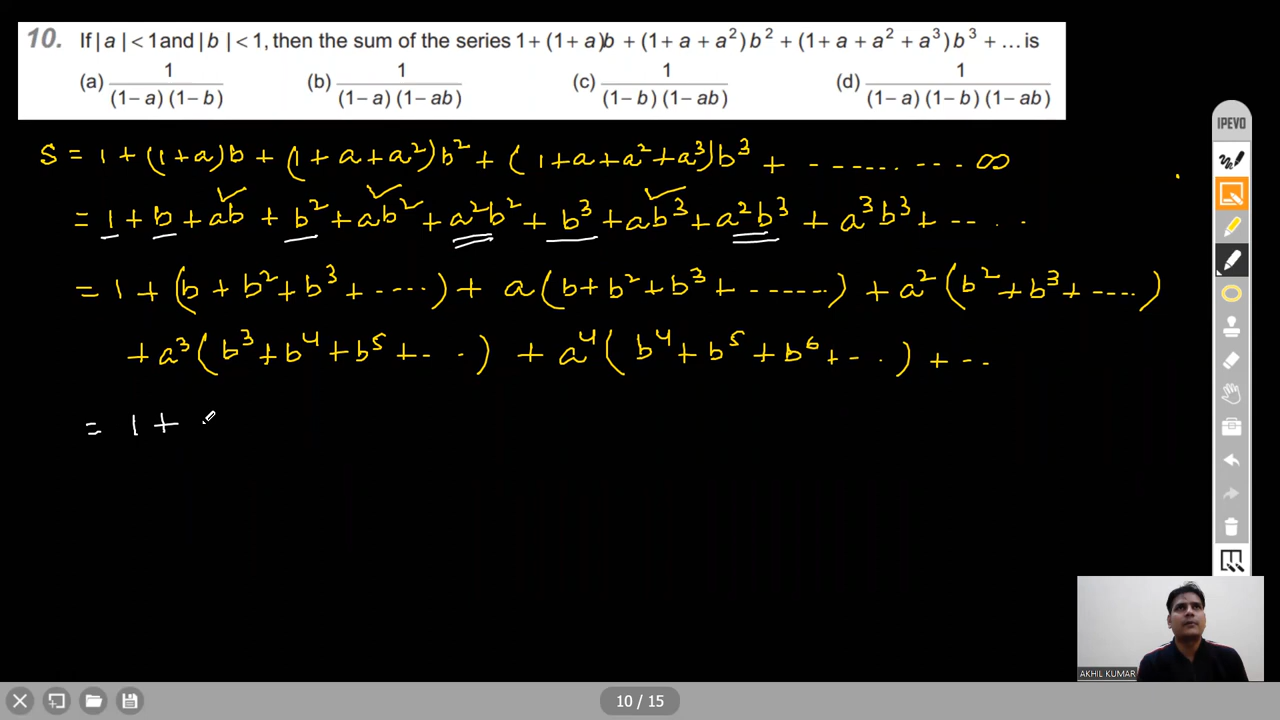 10. If |a| < 1 and |b| < 1, then the sum of the series 1 + (1 + a)b + (1 + a + a²)b² + (1 + a + a² + a³)b³ + ... is
(a) 1/((1 – a)(1 – b)) (b) 1/((1 – a)(1 – ab)) (c) 1/((1 – b)(1 – ab)) (d) 1/((1 – a)(1 – b)(1 – ab))
S = 1 + (1+a)b + (1+a+a²)b² + (1+a+a²+a³)b³ + ............ ∞
= 1 + b + ab + b² + ab² + a²b² + b³ + ab³ + a²b³ + a³b³ + ....
= 1 + (b + b² + b³ + .....) + a(b + b² + b³ + ......) + a²(b² + b³ + ....)
+ a³(b³ + b⁴ + b⁵ + ...) + a⁴(b⁴ + b⁵ + b⁶ + ...) + ..
= 1 +
IPEVO
AKHIL KUMAR
10 / 15